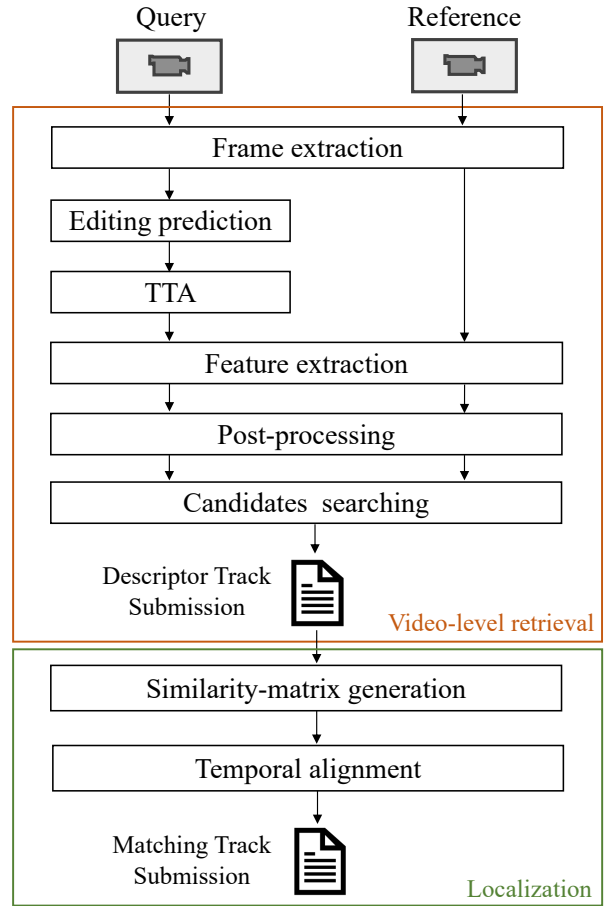 Query
Reference
Frame extraction
Editing prediction
TTA
Feature extraction
Post-processing
Candidates searching
Descriptor Track
Submission
Video-level retrieval
Similarity-matrix generation
Temporal alignment
Matching Track
Submission
Localization